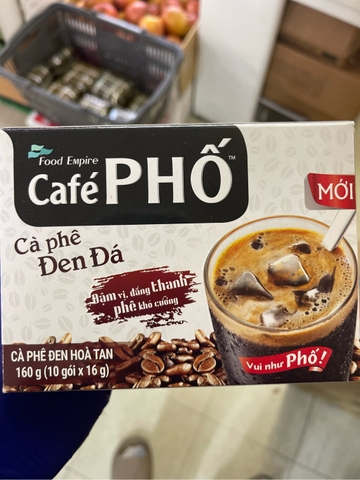 Food Empire
Café PHỐ™
MỚI
Cà phê
Đen Đá
Đậm vị, đắng thanh
phê khó cưỡng
CÀ PHÊ ĐEN HOÀ TAN
160 g (10 gói x 16 g)
Vui như Phố!